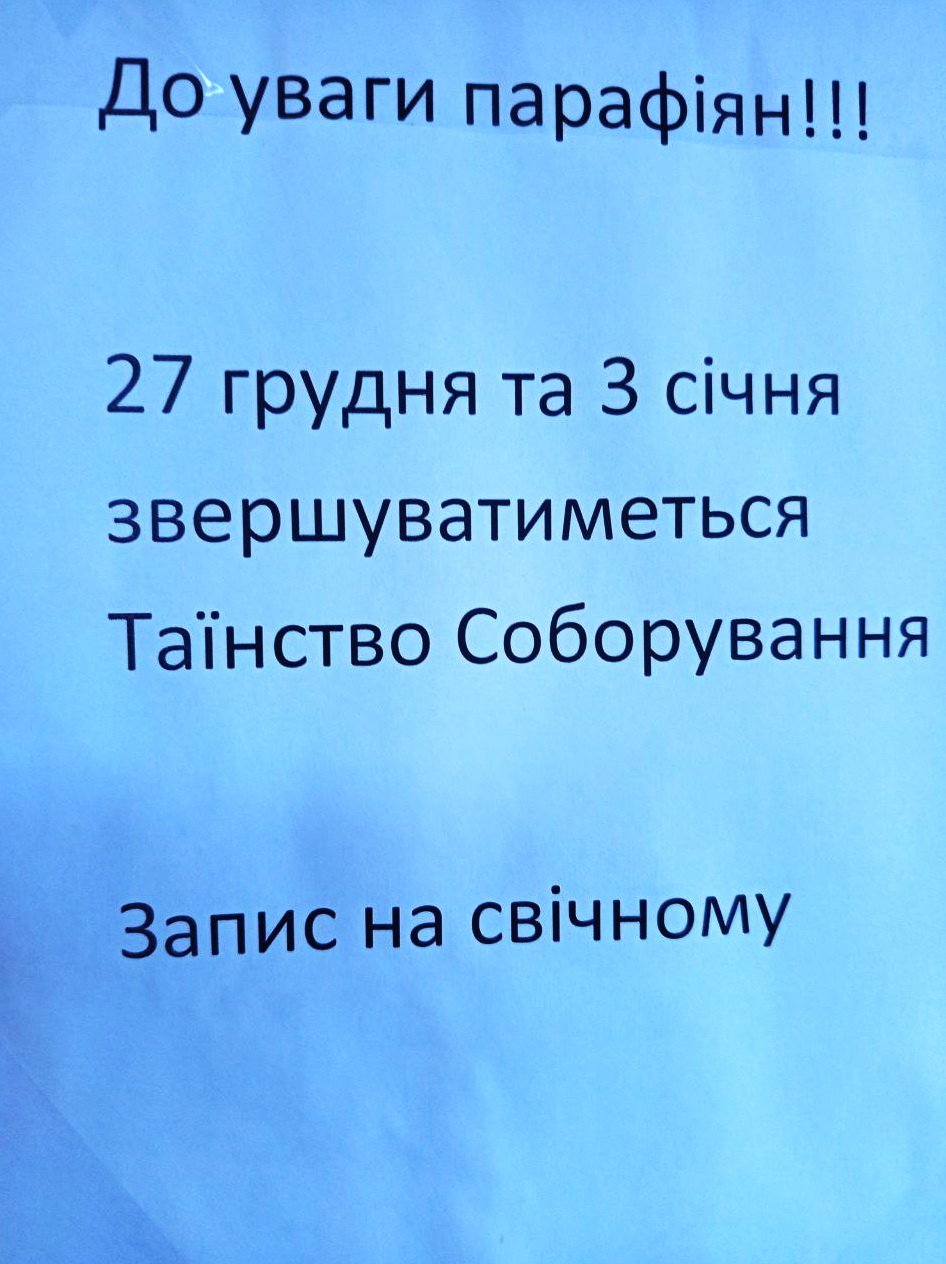 До уваги парафіян!!!
27 грудня та 3 січня
звершуватиметься
Таїнство Соборування
Запис на свічному